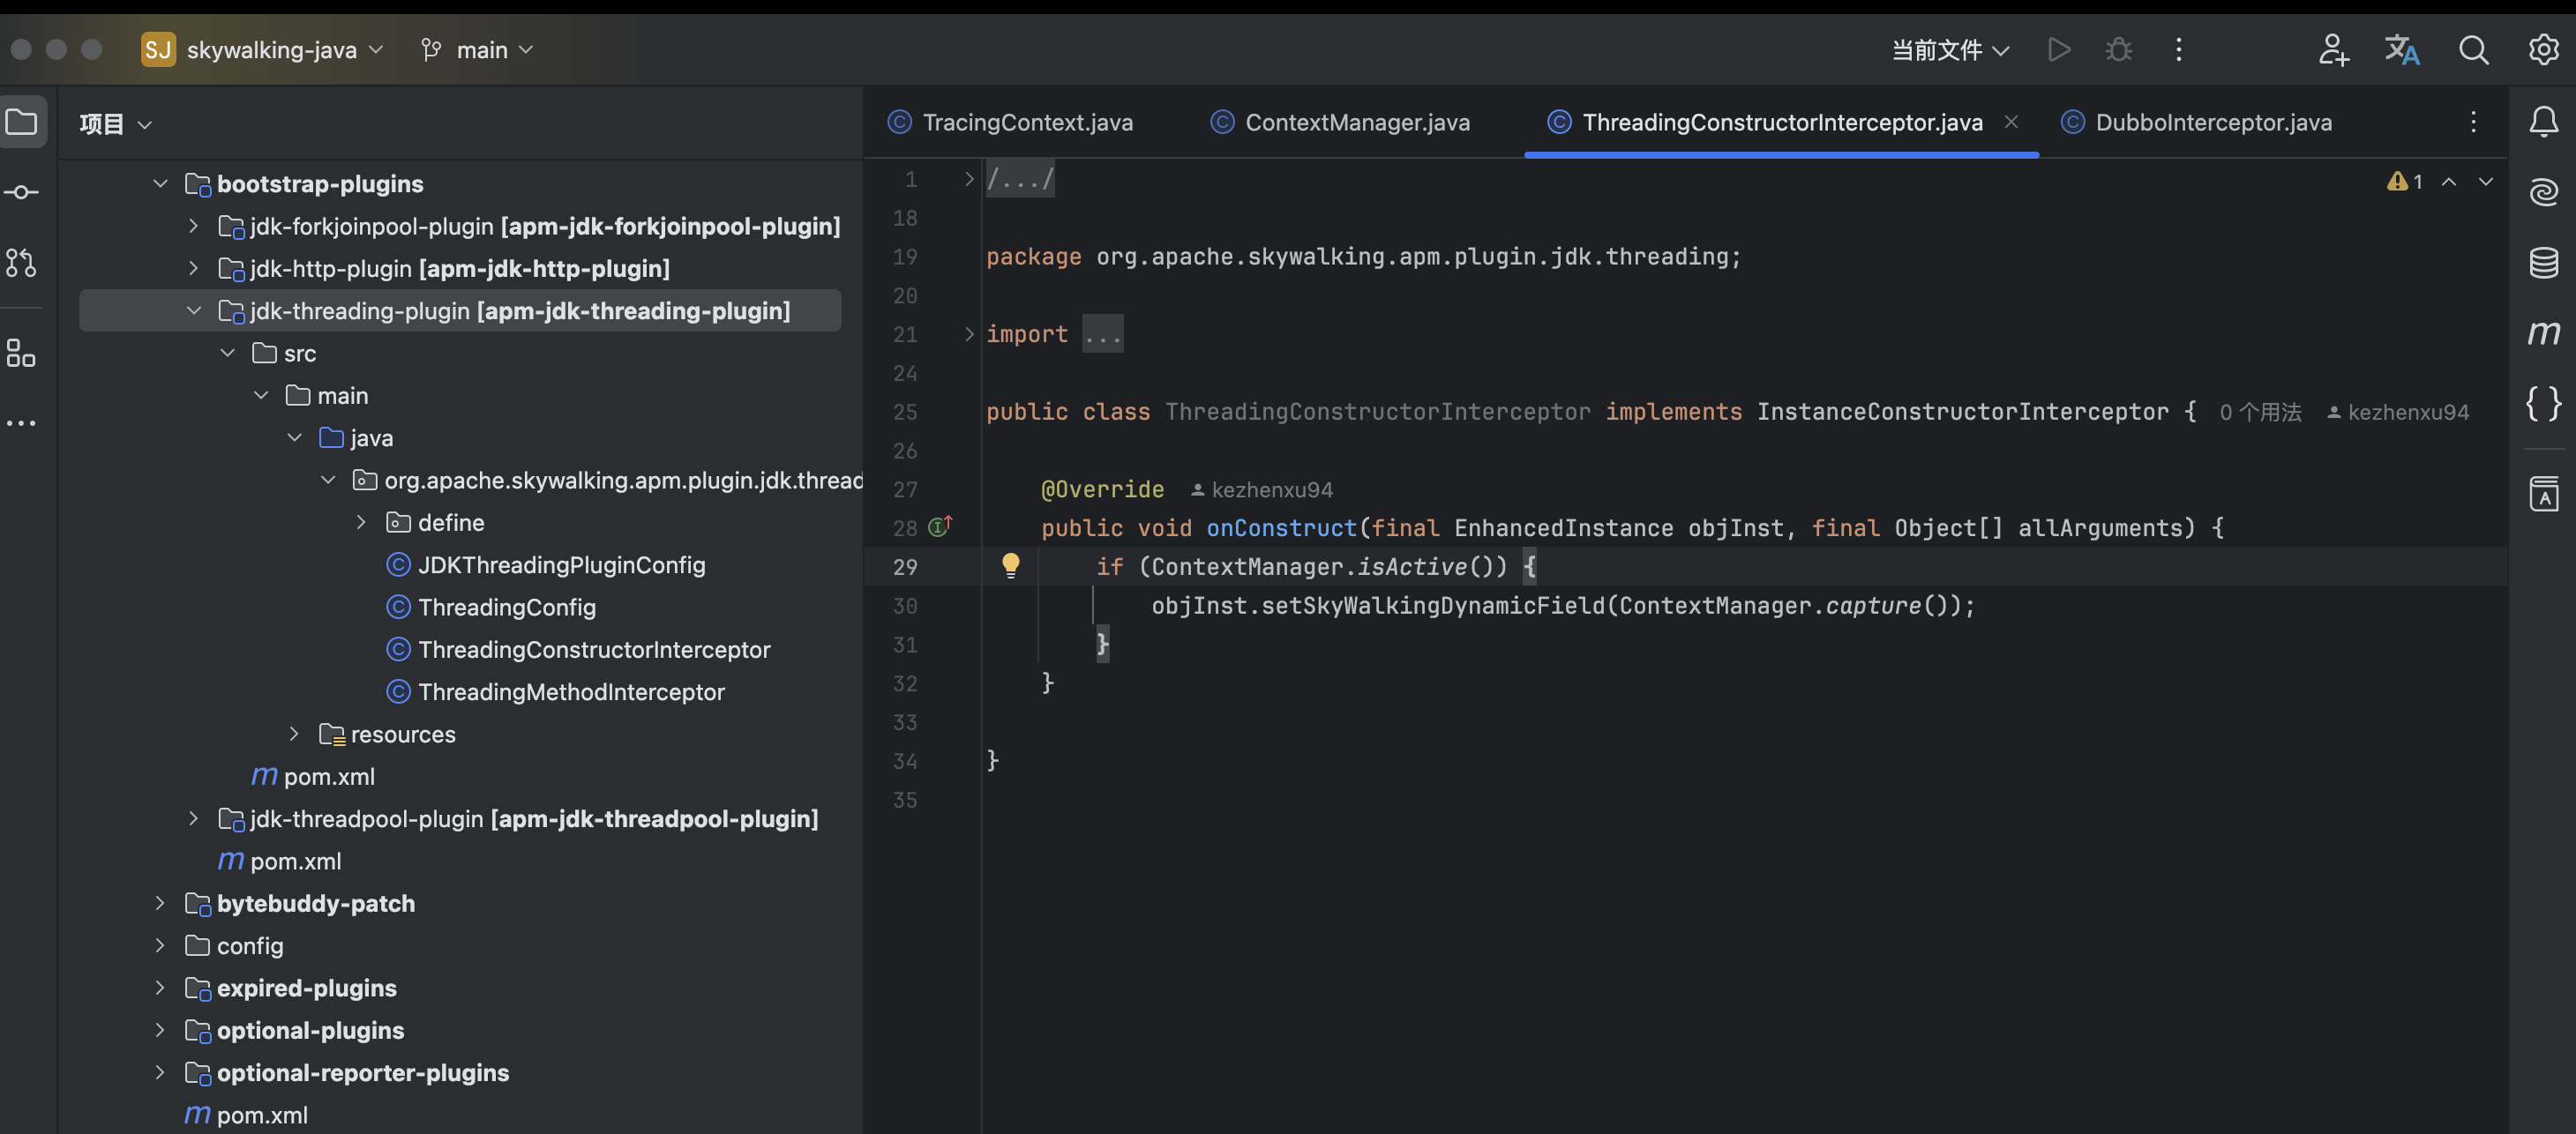 SJ skywalking-java main 当前文件
项目
bootstrap-plugins
jdk-forkjoinpool-plugin [apm-jdk-forkjoinpool-plugin]
jdk-http-plugin [apm-jdk-http-plugin]
jdk-threading-plugin [apm-jdk-threading-plugin]
src
main
java
org.apache.skywalking.apm.plugin.jdk.thread
define
JDKThreadingPluginConfig
ThreadingConfig
ThreadingConstructorInterceptor
ThreadingMethodInterceptor
resources
m pom.xml
jdk-threadpool-plugin [apm-jdk-threadpool-plugin]
m pom.xml
bytebuddy-patch
config
expired-plugins
optional-plugins
optional-reporter-plugins
m pom.xml
TracingContext.java ContextManager.java ThreadingConstructorInterceptor.java DubboInterceptor.java
1 /.../ 1
18
19 package org.apache.skywalking.apm.plugin.jdk.threading;
20
21 import ...
24
25 public class ThreadingConstructorInterceptor implements InstanceConstructorInterceptor { 0 个用法 kezhenxu94
26
27 @Override kezhenxu94
28 public void onConstruct(final EnhancedInstance objInst, final Object[] allArguments) {
29 if (ContextManager.isActive()) {
30 objInst.setSkyWalkingDynamicField(ContextManager.capture());
31 }
32 }
33
34 }
35